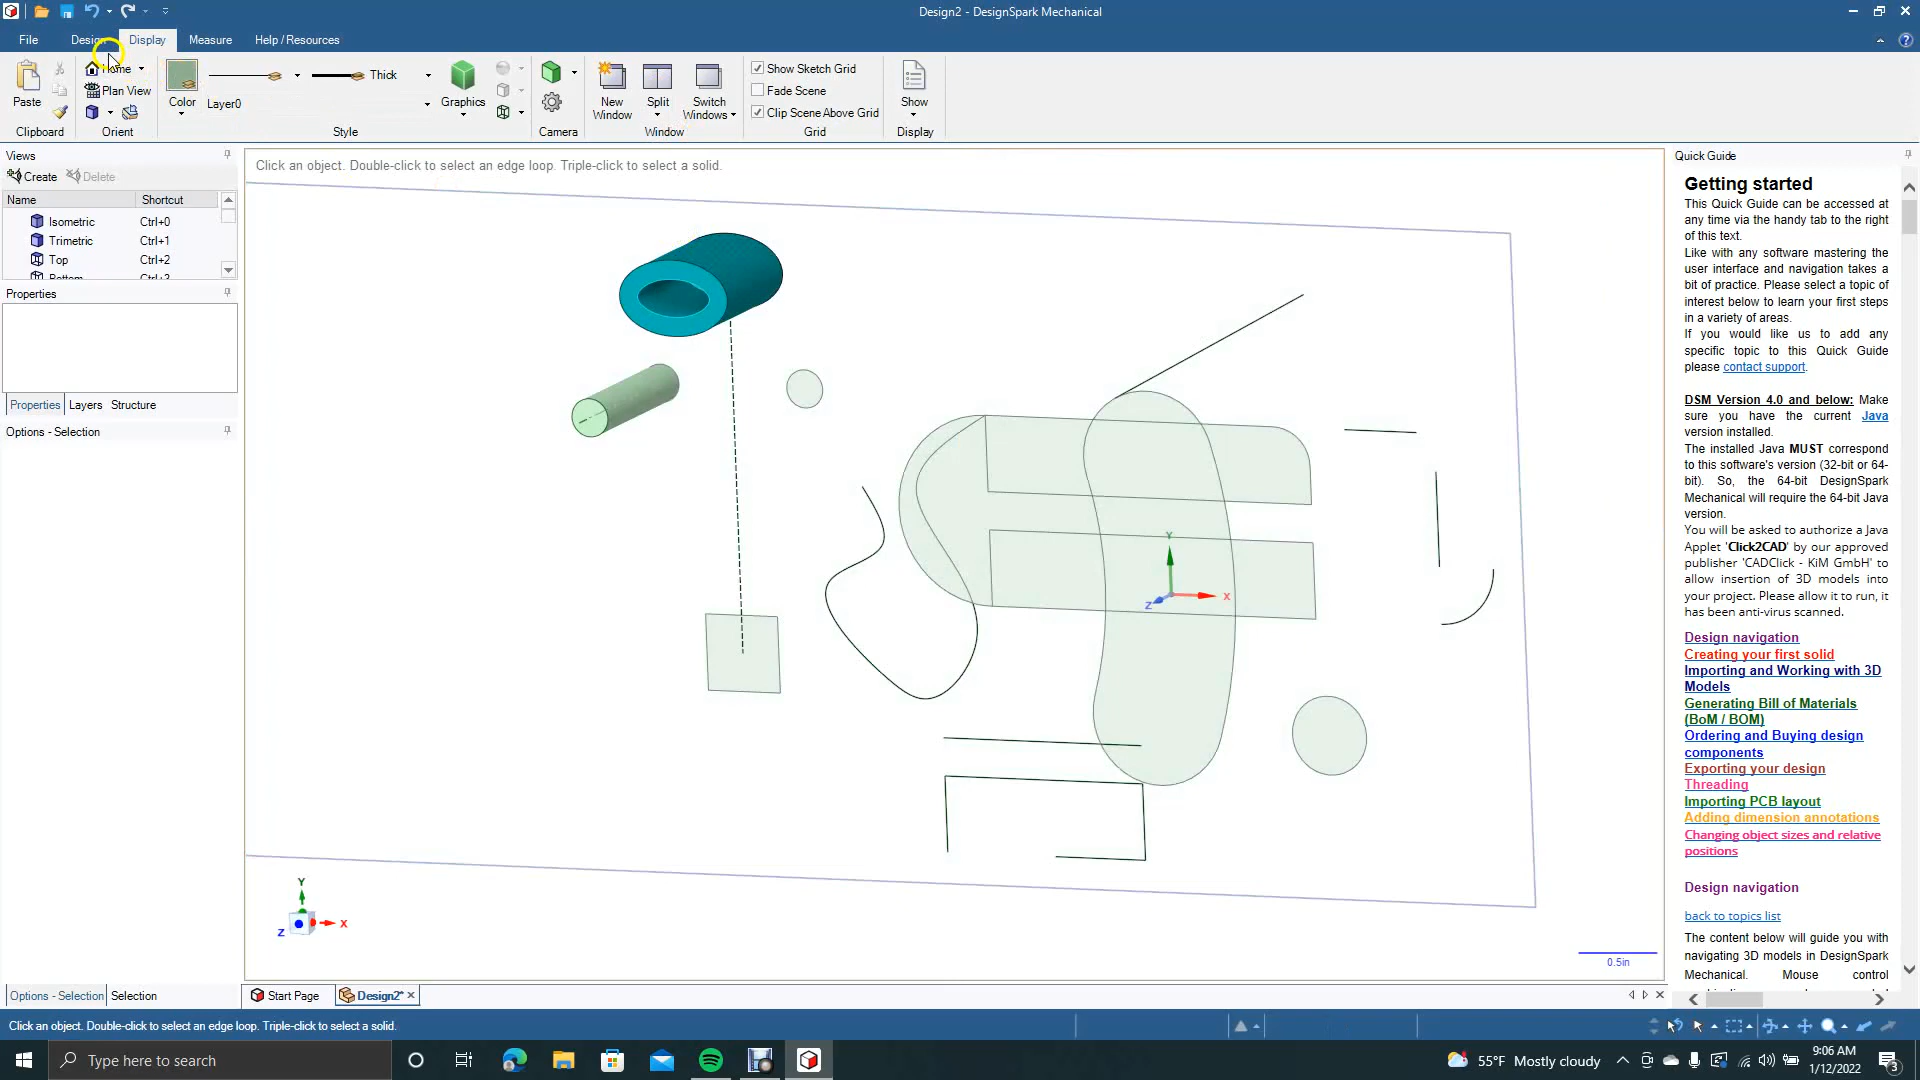 Design2 - DesignSpark Mechanical
File
Design
Display
Measure
Help / Resources
Paste
Clipboard
Home
Plan View
Orient
Color
Layer0
Thick
Graphics
Style
Camera
New Window
Split
Switch Windows
Window
Show Sketch Grid
Fade Scene
Clip Scene Above Grid
Grid
Show
Display
Views
Create
Delete
Name
Shortcut
Isometric Ctrl+0
Trimetric Ctrl+1
Top Ctrl+2
Bottom Ctrl+3
Properties
Properties
Layers
Structure
Options - Selection
Options - Selection
Selection
Click an object. Double-click to select an edge loop. Triple-click to select a solid.
Y
X
Z
Y
X
Z
0.5in
Start Page
Design2*
Quick Guide
Getting started
This Quick Guide can be accessed at
any time via the handy tab to the right
of this text.
Like with any software mastering the
user interface and navigation takes a
bit of practice. Please select a topic of
interest below to learn your first steps
in a variety of areas.
If you would like us to add any
specific topic to this Quick Guide
please contact support.
DSM Version 4.0 and below: Make
sure you have the current Java
version installed.
The installed Java MUST correspond
to this software's version (32-bit or 64-
bit). So, the 64-bit DesignSpark
Mechanical will require the 64-bit Java
version.
You will be asked to authorize a Java
Applet 'Click2CAD' by our approved
publisher 'CADClick - KiM GmbH' to
allow insertion of 3D models into
your project. Please allow it to run, it
has been anti-virus scanned.
Design navigation
Creating your first solid
Importing and Working with 3D
Models
Generating Bill of Materials
(BoM / BOM)
Ordering and Buying design
components
Exporting your design
Threading
Importing PCB layout
Adding dimension annotations
Changing object sizes and relative
positions
Design navigation
back to topics list
The content below will guide you with
navigating 3D models in DesignSpark
Mechanical. Mouse control
Click an object. Double-click to select an edge loop. Triple-click to select a solid.
Type here to search
55°F Mostly cloudy
9:06 AM
1/12/2022
3